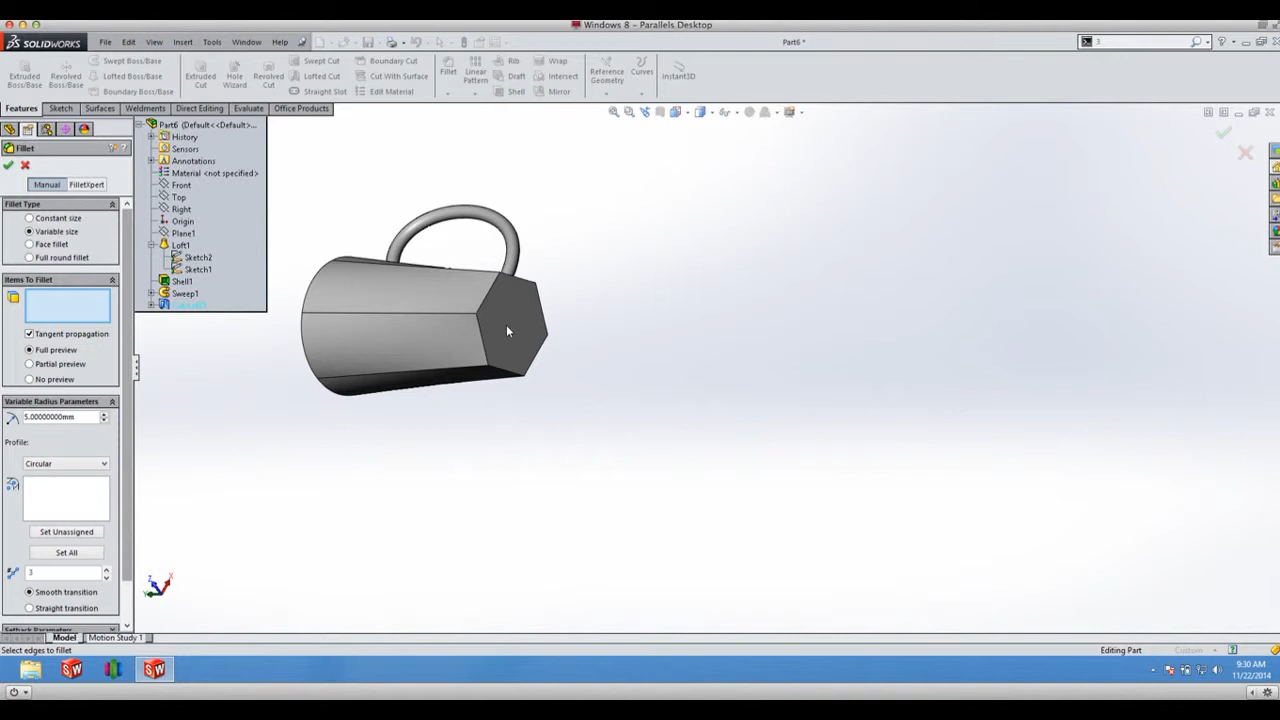 Windows 8 - Parallels Desktop
SOLIDWORKS File Edit View Insert Tools Window Help Part6 * 3
Extruded Boss/Base
Revolved Boss/Base
Swept Boss/Base
Lofted Boss/Base
Boundary Boss/Base
Extruded Cut
Hole Wizard
Revolved Cut
Swept Cut
Lofted Cut
Straight Slot
Boundary Cut
Cut With Surface
Edit Material
Fillet
Linear Pattern
Rib
Draft
Shell
Wrap
Intersect
Mirror
Reference Geometry
Curves
Instant3D
Features Sketch Surfaces Weldments Direct Editing Evaluate Office Products
Part6 (Default<<Default>...
History
Sensors
Annotations
Material <not specified>
Front
Top
Right
Origin
Plane1
Loft1
Sketch2
Sketch1
Shell1
Sweep1
Fillet
Manual FilletXpert
Fillet Type
Constant size
Variable size
Face fillet
Full round fillet
Items To Fillet
Tangent propagation
Full preview
Partial preview
No preview
Variable Radius Parameters
5.00000000mm
Profile:
Circular
Set Unassigned
Set All
3
Smooth transition
Straight transition
Setback Parameters
Z X Y
Model Motion Study 1
Select edges to fillet Editing Part Custom
9:30 AM
11/22/2014